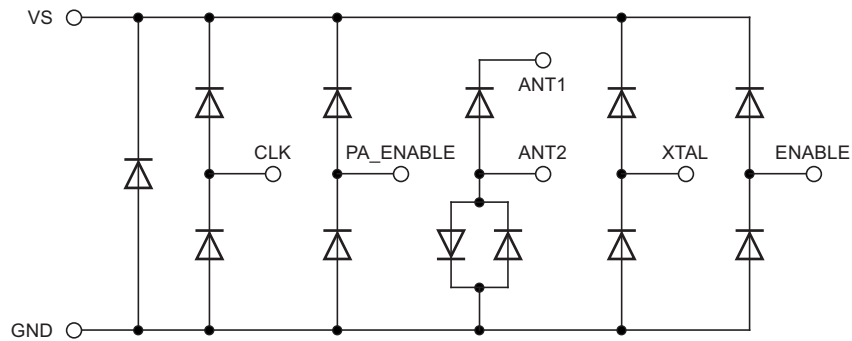 VS
ANT1
CLK
PA_ENABLE
ANT2
XTAL
ENABLE
GND